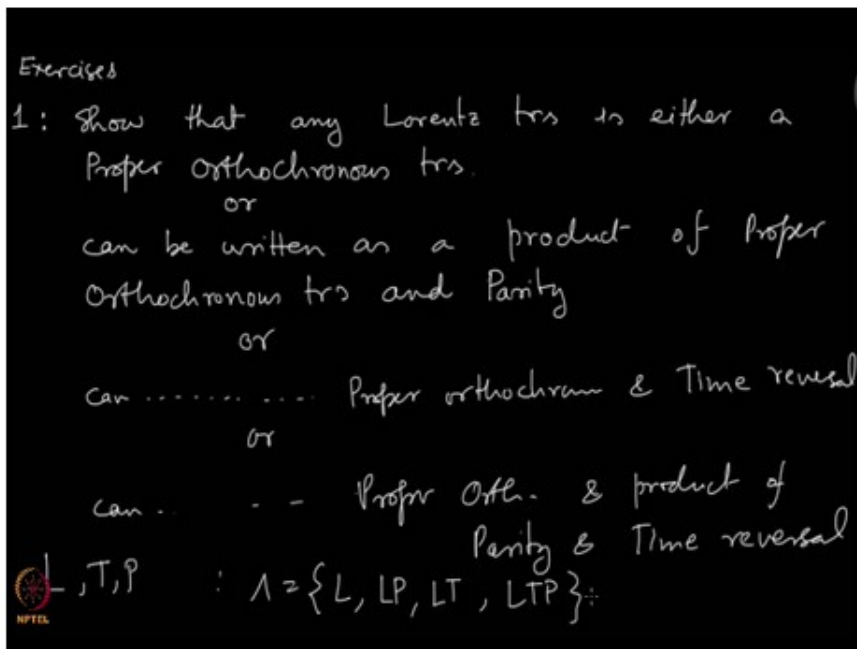 Exercises
1: Show that any Lorentz trs is either a
Proper Orthochronous trs.
or
can be written as a product of Proper
Orthochronous trs and Parity
or
can ............ Proper orthochram & Time reversal
or
can. . - - Proper Orth. & product of
Parity & Time reversal
L, T, P : Λ = {L, LP, LT, LTP}
NPTEL